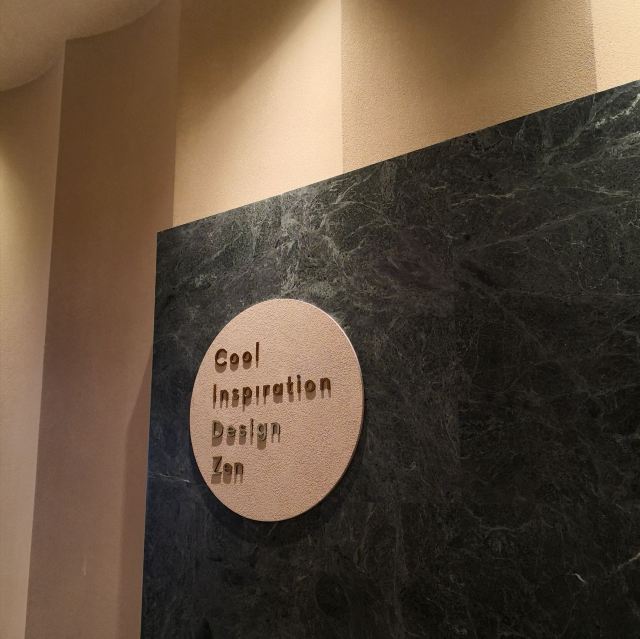 Cool
Inspiration
Design
Zen